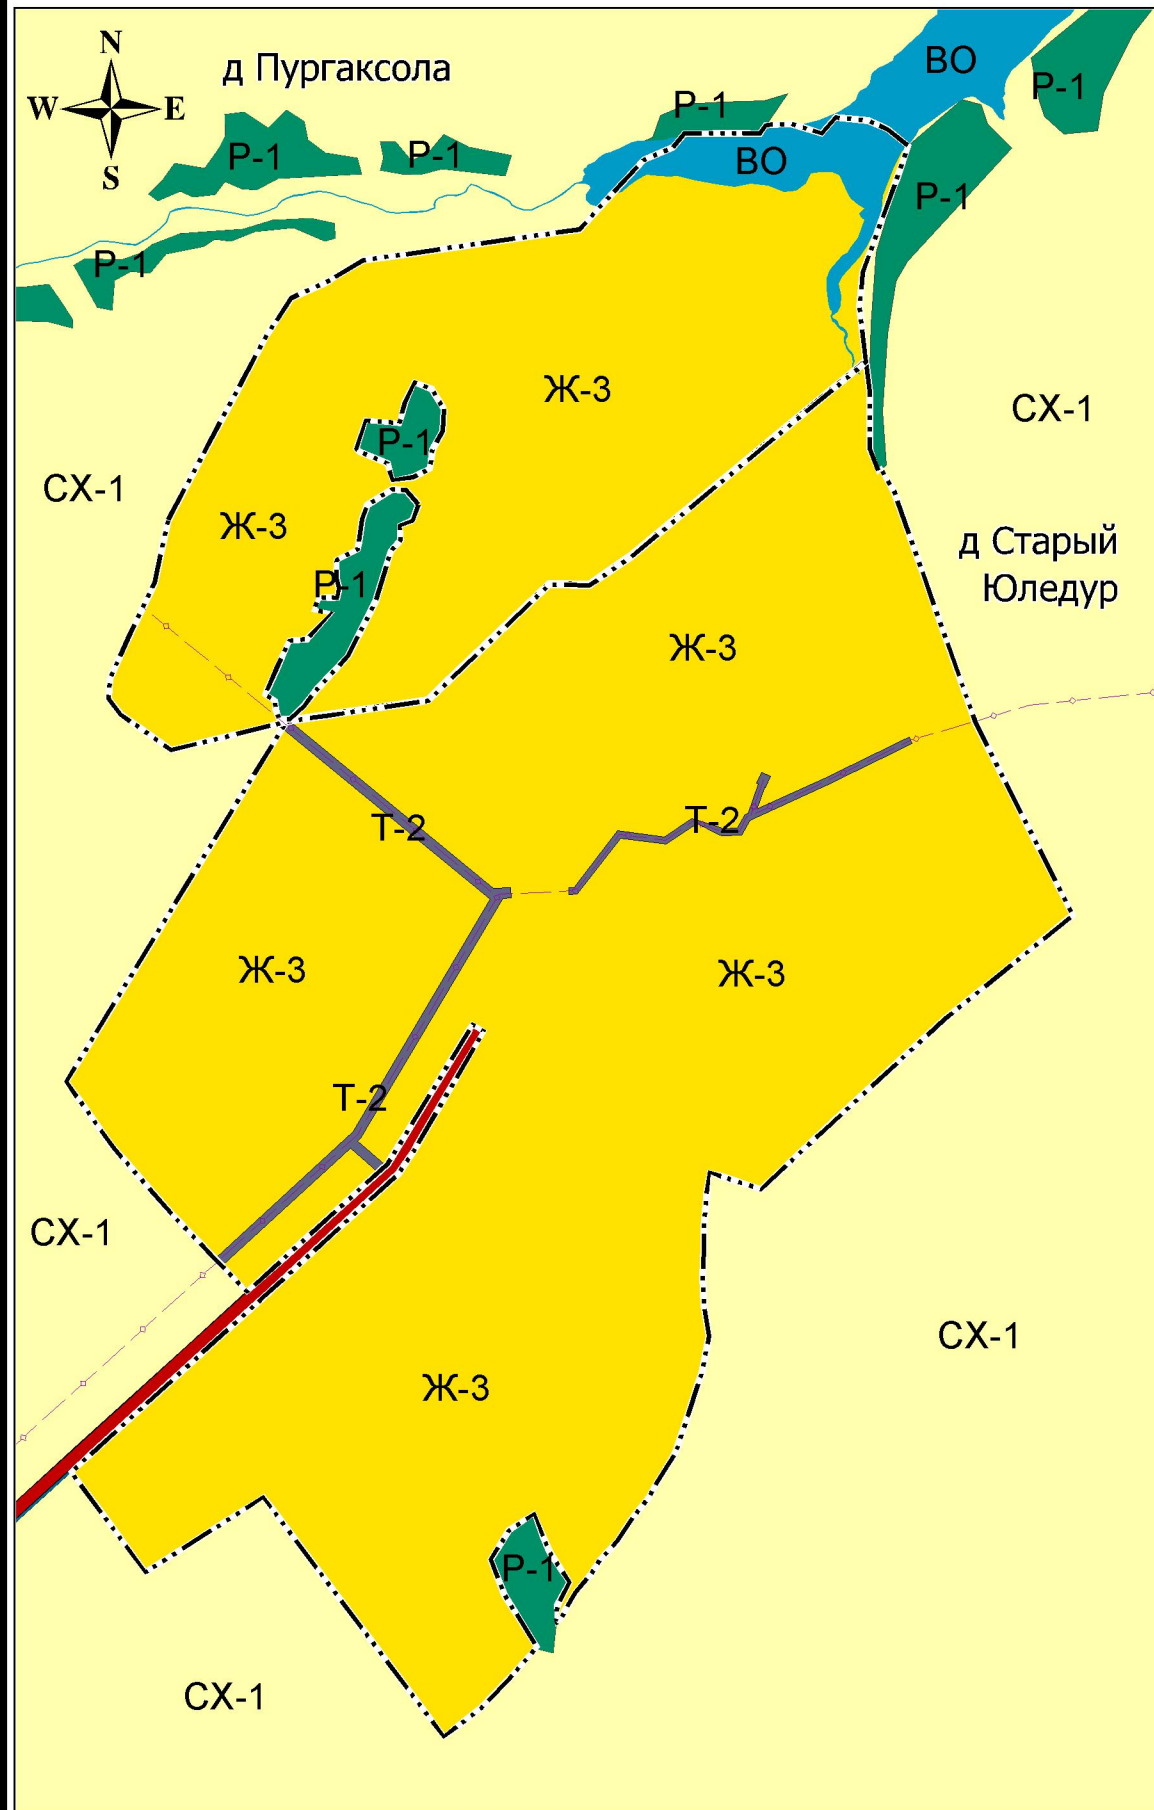 N
д Пургаксола
ВО
Р-1
W
E
Р-1
Р-1
Р-1
ВО
S
Р-1
Р-1
Ж-3
СХ-1
Р-1
СХ-1
Ж-3
д Старый
Юледур
Р-1
Ж-3
Т-2
Т-2
Ж-3
Ж-3
Т-2
СХ-1
СХ-1
Ж-3
Р-1
СХ-1